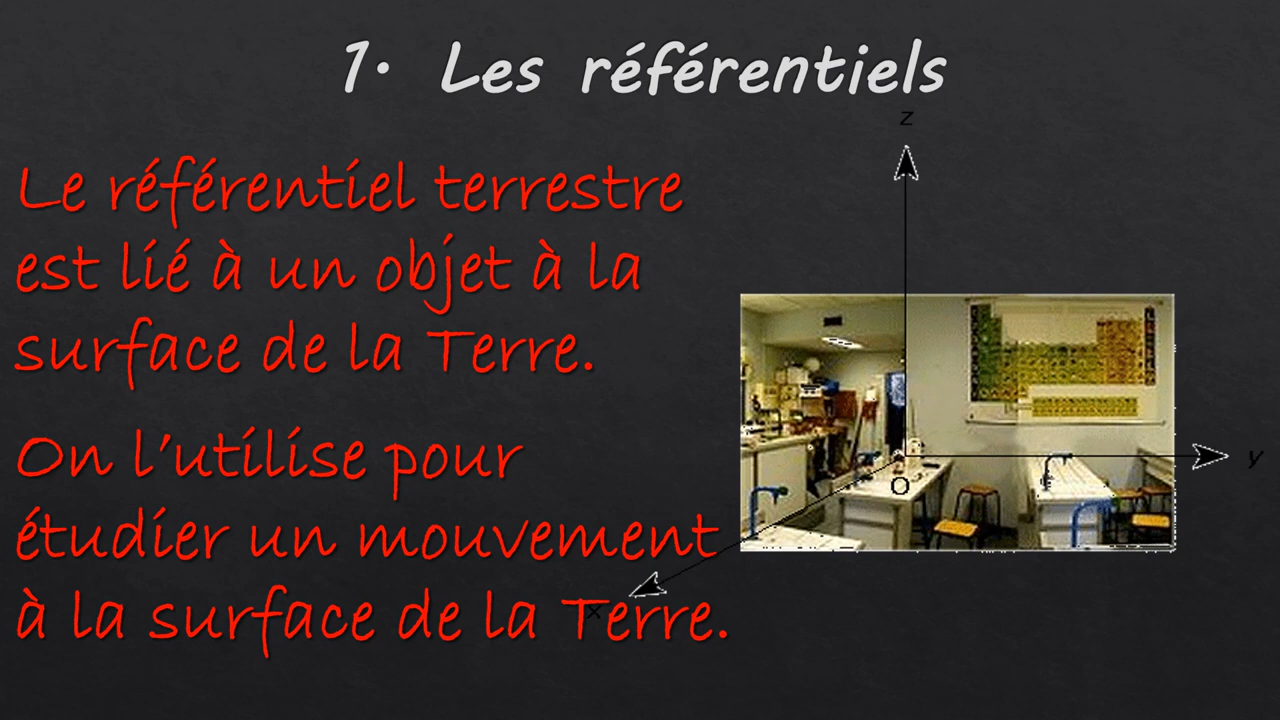 1. Les référentiels
z
Le référentiel terrestre
est lié à un objet à la
surface de la Terre.
y
O
On l'utilise pour
étudier un mouvement
à la surface de la Terre.
x